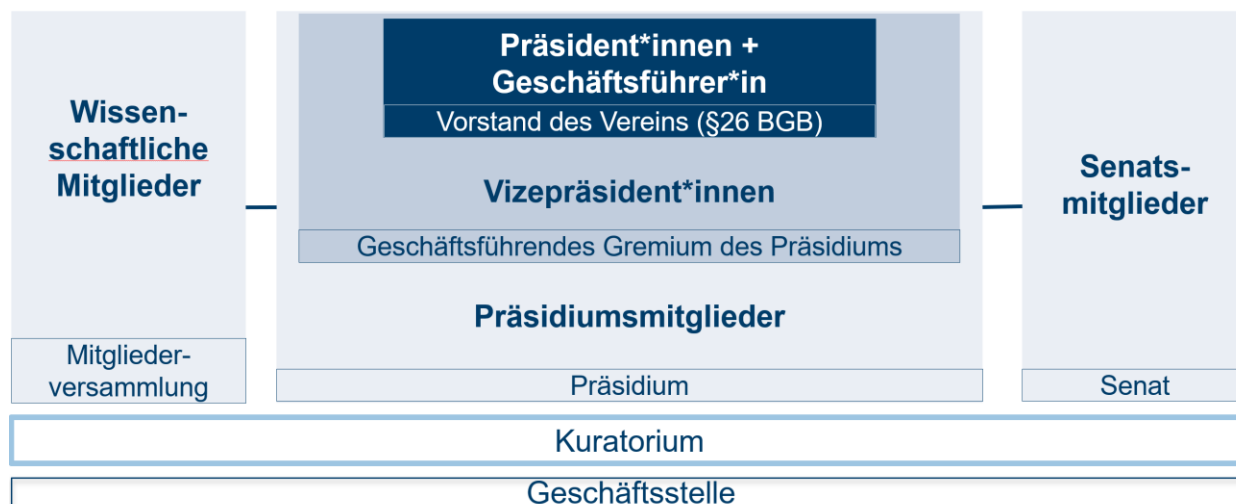 Wissen-
schaftliche
Mitglieder
Mitglieder-
versammlung
Präsident*innen +
Geschäftsführer*in
Vorstand des Vereins (§26 BGB)
Vizepräsident*innen
Geschäftsführendes Gremium des Präsidiums
Präsidiumsmitglieder
Präsidium
Senats-
mitglieder
Senat
Kuratorium
Geschäftsstelle